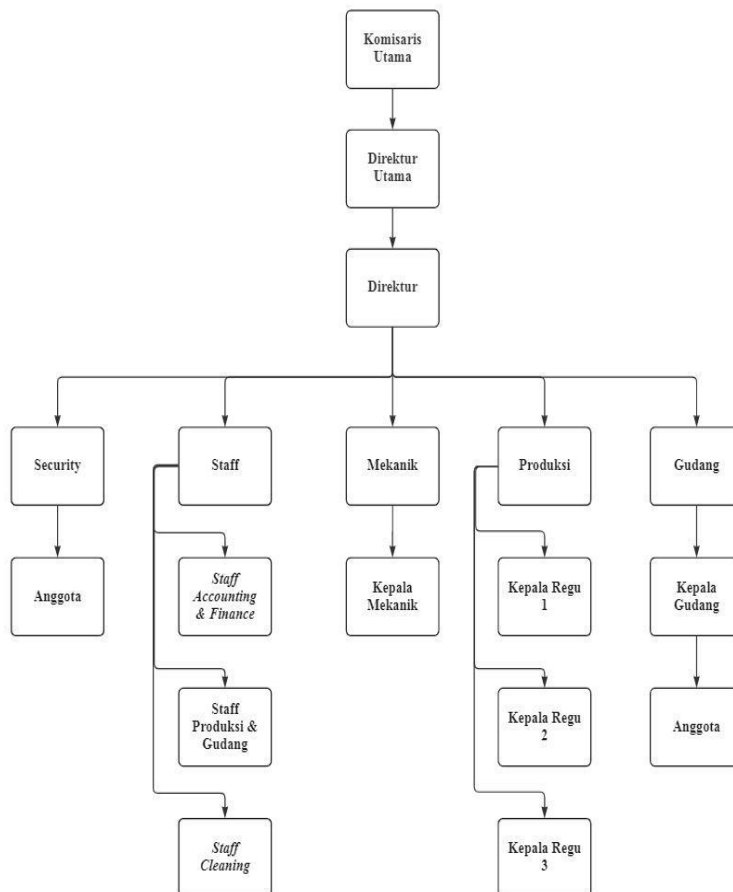 Komisaris
Utama
Direktur
Utama
Direktur
Security
Staff
Mekanik
Produksi
Gudang
Anggota
Staff
Accounting
& Finance
Kepala
Mekanik
Kepala Regu
1
Kepala
Gudang
Staff
Produksi &
Gudang
Kepala Regu
2
Anggota
Staff
Cleaning
Kepala Regu
3